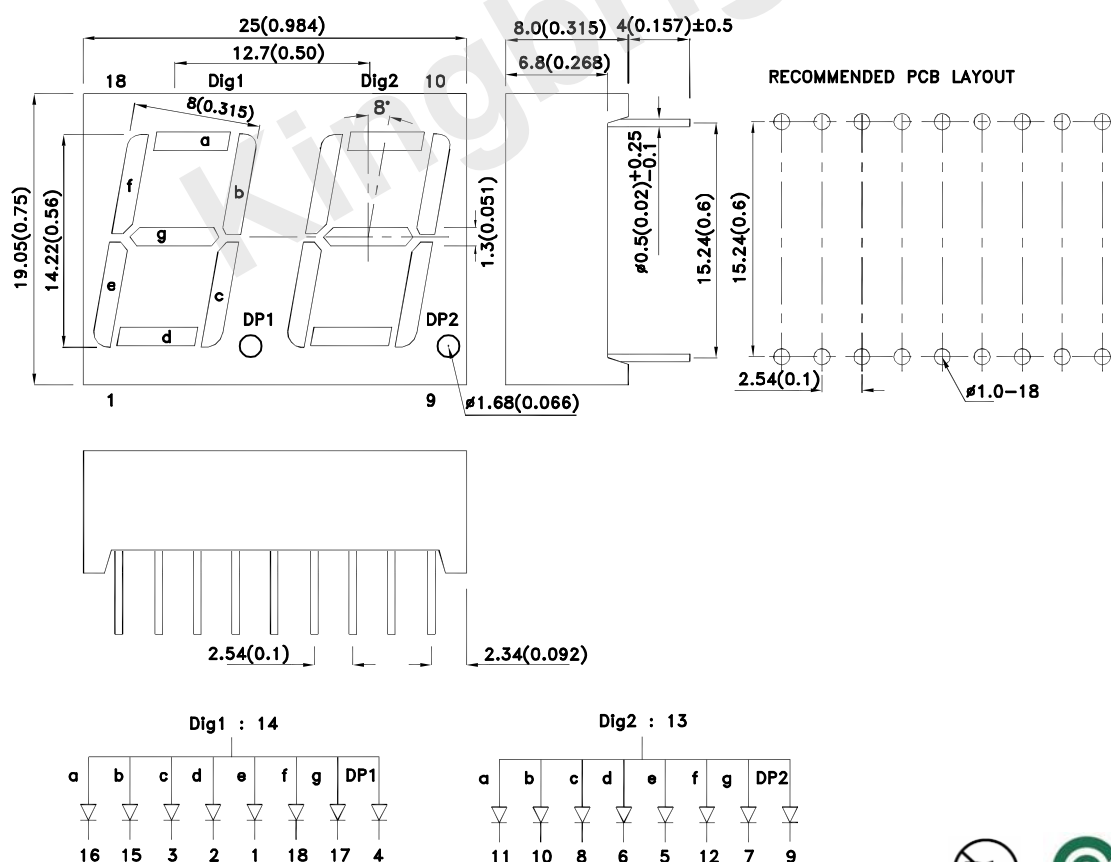 25(0.984)
12.7(0.50)
18 Dig1 Dig2 10
8(0.315)
8°
a
f
b
g
e
c
d
DP1
DP2
1
9
19.05(0.75)
14.22(0.56)
1.3(0.051)
ø1.68(0.066)
8.0(0.315)
4(0.157)±0.5
6.8(0.268)
ø0.5(0.02)+0.25
-0.1
15.24(0.6)
RECOMMENDED PCB LAYOUT
15.24(0.6)
2.54(0.1)
ø1.0-18
2.54(0.1)
2.34(0.092)
Dig1 : 14
a b c d e f g DP1
16 15 3 2 1 18 17 4
Dig2 : 13
a b c d e f g DP2
11 10 8 6 5 12 7 9
Kingbright